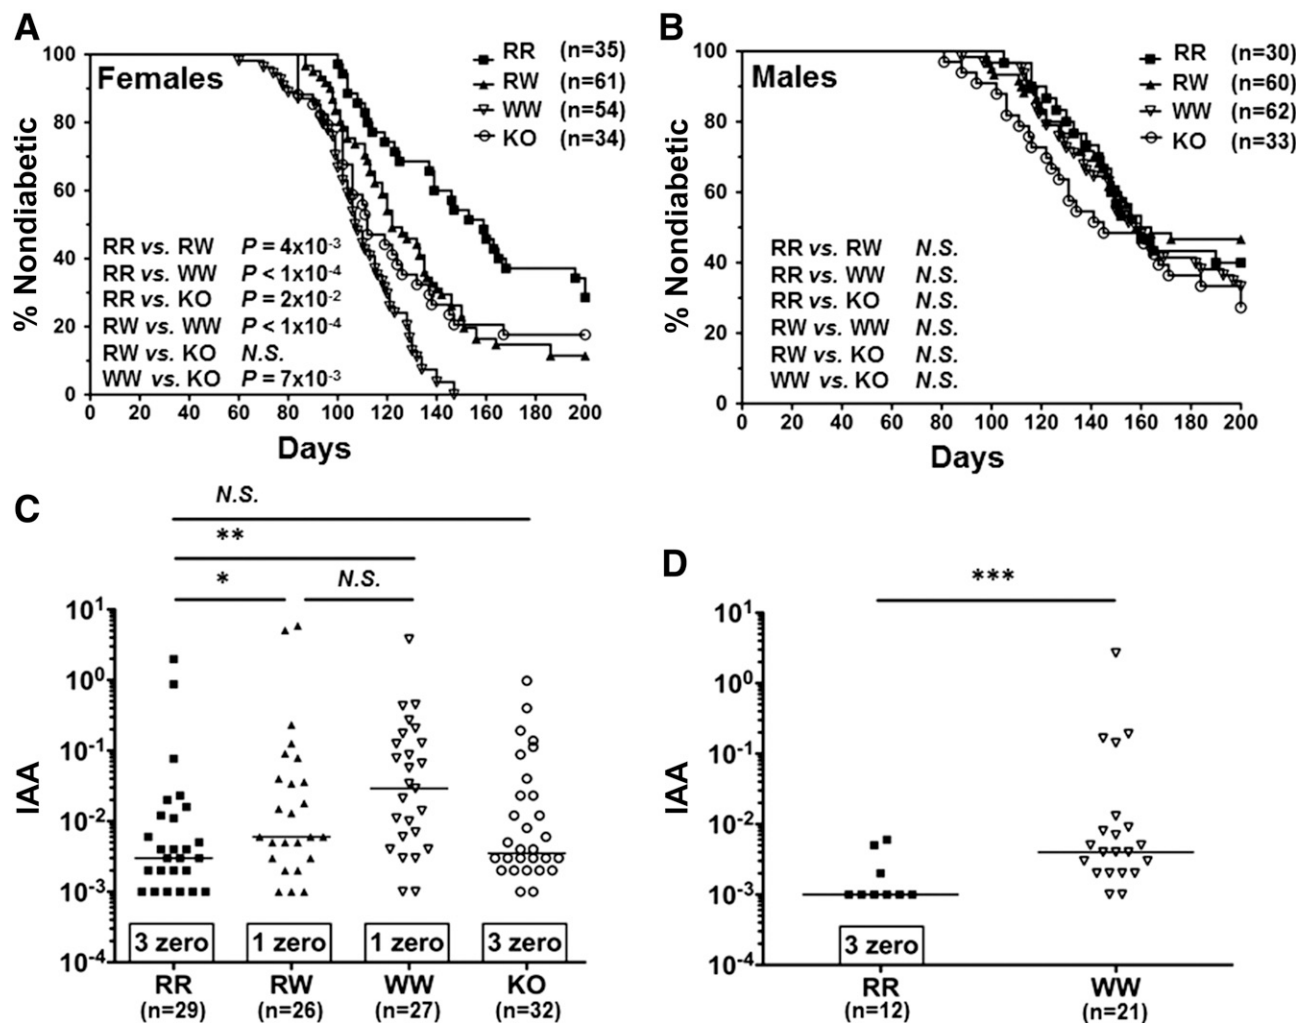 A
Females
RR (n=35)
RW (n=61)
WW (n=54)
KO (n=34)
% Nondiabetic
100
80
60
40
20
0
RR vs. RW P = 4x10-3
RR vs. WW P < 1x10-4
RR vs. KO P = 2x10-2
RW vs. WW P < 1x10-4
RW vs. KO N.S.
WW vs. KO P = 7x10-3
0 20 40 60 80 100 120 140 160 180 200
Days
B
Males
RR (n=30)
RW (n=60)
WW (n=62)
KO (n=33)
% Nondiabetic
100
80
60
40
20
0
RR vs. RW N.S.
RR vs. WW N.S.
RR vs. KO N.S.
RW vs. WW N.S.
RW vs. KO N.S.
WW vs. KO N.S.
0 20 40 60 80 100 120 140 160 180 200
Days
C
N.S.
**
* N.S.
IAA
10¹
10⁰
10-1
10-2
10-3
10-4
3 zero 1 zero 1 zero 3 zero
RR RW WW KO
(n=29) (n=26) (n=27) (n=32)
D
***
IAA
10¹
10⁰
10-1
10-2
10-3
10-4
3 zero
RR WW
(n=12) (n=21)